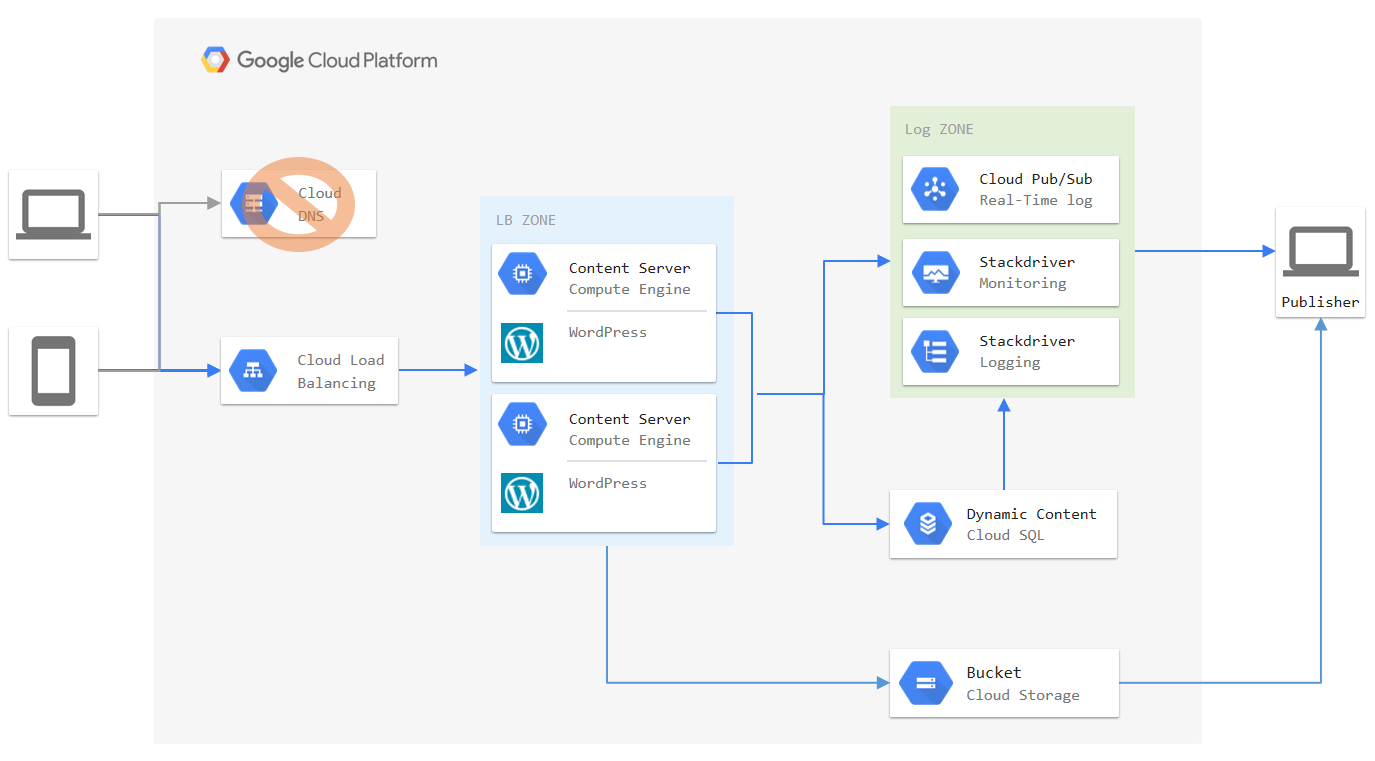 Google Cloud Platform
Cloud
DNS
Cloud Load
Balancing
LB ZONE
Content Server
Compute Engine
WordPress
Content Server
Compute Engine
WordPress
Log ZONE
Cloud Pub/Sub
Real-Time log
Stackdriver
Monitoring
Stackdriver
Logging
Dynamic Content
Cloud SQL
Bucket
Cloud Storage
Publisher